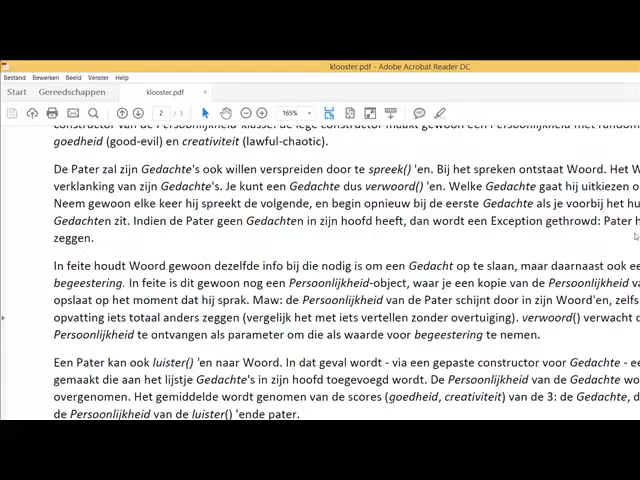 klooster.pdf - Adobe Acrobat Reader DC
Bestand Bewerken Beeld Venster Help
Start Gereedschappen klooster.pdf ×
2 / 3 165%
constructor van de Persoonlijkheid-klasse: de lege constructor maakt gewoon een Persoonlijkheid met random
goedheid (good-evil) en creativiteit (lawful-chaotic).
De Pater zal zijn Gedachte's ook willen verspreiden door te spreek() 'en. Bij het spreken ontstaat Woord. Het W
verklanking van zijn Gedachte's. Je kunt een Gedachte dus verwoord() 'en. Welke Gedachte gaat hij uitkiezen o
Neem gewoon elke keer hij spreekt de volgende, en begin opnieuw bij de eerste Gedachte als je voorbij het hu
Gedachten zit. Indien de Pater geen Gedachten in zijn hoofd heeft, dan wordt een Exception gethrowd: Pater h
zeggen.
In feite houdt Woord gewoon dezelfde info bij die nodig is om een Gedacht op te slaan, maar daarnaast ook ee
begeestering. In feite is dit gewoon nog een Persoonlijkheid-object, waar je een kopie van de Persoonlijkheid va
opslaat op het moment dat hij sprak. Maw: de Persoonlijkheid van de Pater schijnt door in zijn Woord'en, zelfs
opvatting iets totaal anders zeggen (vergelijk het met iets vertellen zonder overtuiging). verwoord() verwacht d
Persoonlijkheid te ontvangen als parameter om die als waarde voor begeestering te nemen.
Een Pater kan ook luister() 'en naar Woord. In dat geval wordt - via een gepaste constructor voor Gedachte - e
gemaakt die aan het lijstje Gedachte's in zijn hoofd toegevoegd wordt. De Persoonlijkheid van de Gedachte wo
overgenomen. Het gemiddelde wordt genomen van de scores (goedheid, creativiteit) van de 3: de Gedachte, d
de Persoonlijkheid van de luister() 'ende pater.